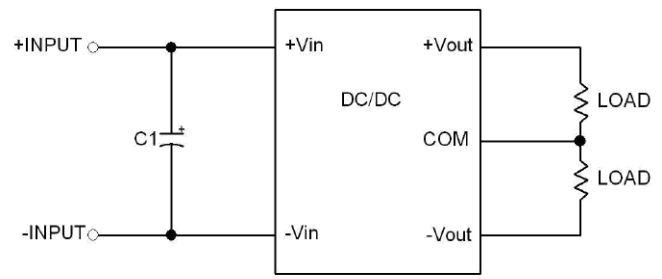 +INPUT
+Vin
+Vout
DC/DC
LOAD
C1
+
COM
LOAD
-INPUT
-Vin
-Vout